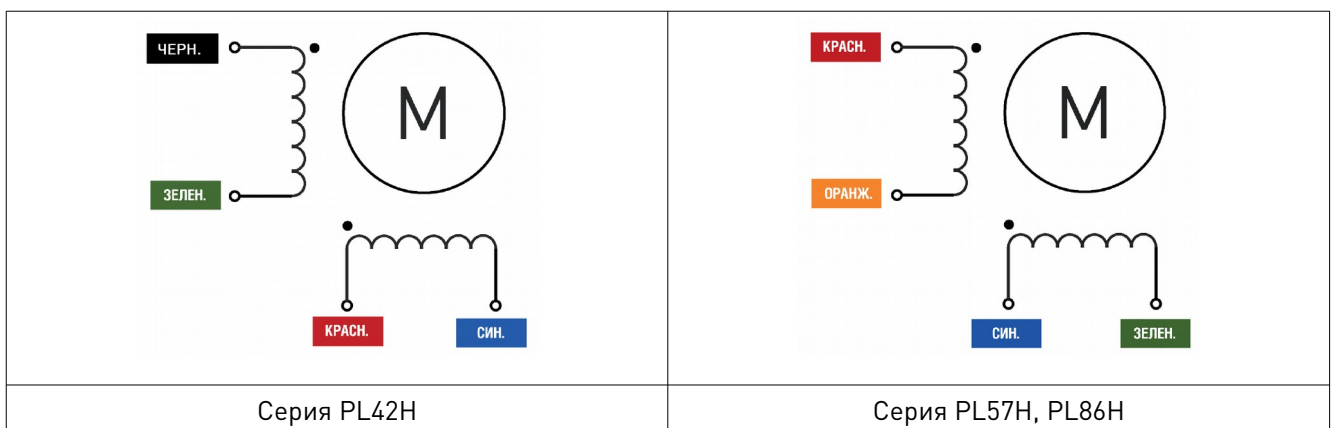 ЧЕРН.
М
ЗЕЛЕН.
КРАСН.
СИН.
Серия PL42H
КРАСН.
М
ОРАНЖ.
СИН.
ЗЕЛЕН.
Серия PL57H, PL86H